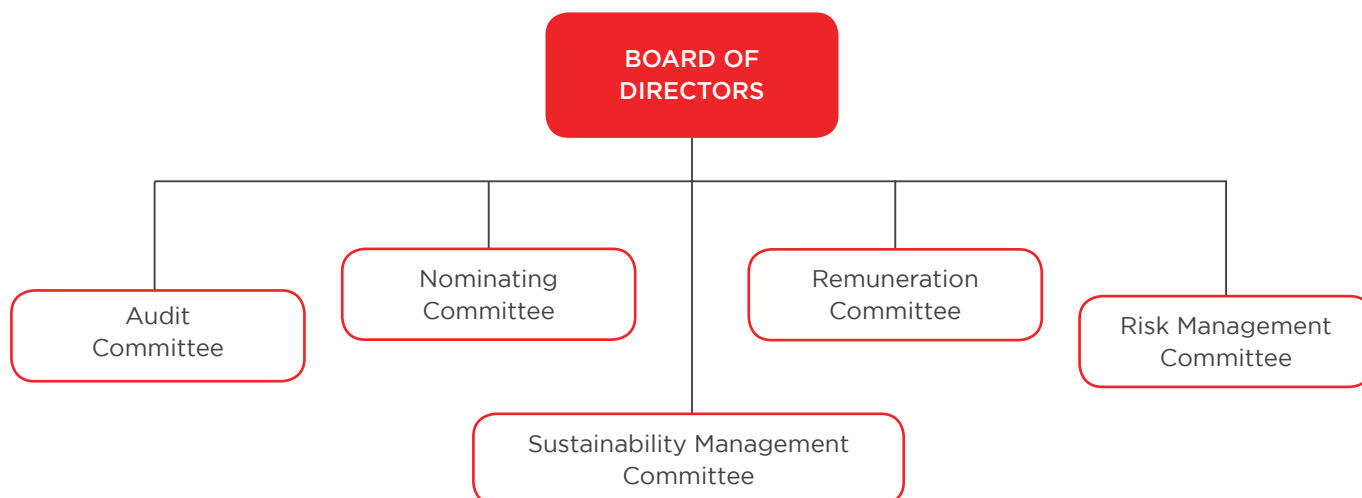 BOARD OF
DIRECTORS
Nominating
Committee
Remuneration
Committee
Audit
Committee
Risk Management
Committee
Sustainability Management
Committee